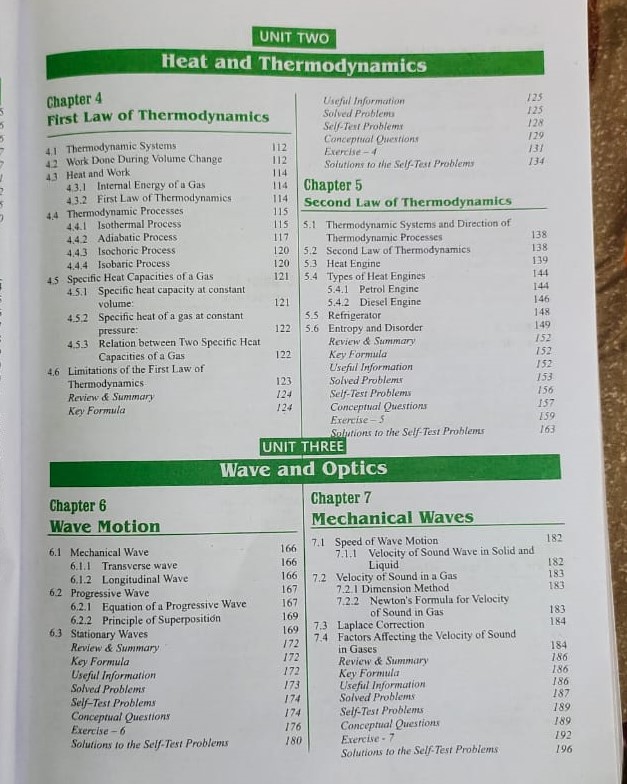 UNIT TWO
Heat and Thermodynamics
Chapter 4
First Law of Thermodynamics
4.1 Thermodynamic Systems 112
4.2 Work Done During Volume Change 112
4.3 Heat and Work 114
4.3.1 Internal Energy of a Gas 114
4.3.2 First Law of Thermodynamics 114
4.4 Thermodynamic Processes 115
4.4.1 Isothermal Process 115
4.4.2 Adiabatic Process 117
4.4.3 Isochoric Process 120
4.4.4 Isobaric Process 120
4.5 Specific Heat Capacities of a Gas 121
4.5.1 Specific heat capacity at constant
volume: 121
4.5.2 Specific heat of a gas at constant
pressure: 122
4.5.3 Relation between Two Specific Heat
Capacities of a Gas 122
4.6 Limitations of the First Law of
Thermodynamics 123
Review & Summary 124
Key Formula 124
Useful Information 125
Solved Problems 125
Self-Test Problems 128
Conceptual Questions 129
Exercise – 4 131
Solutions to the Self-Test Problems 134
Chapter 5
Second Law of Thermodynamics
5.1 Thermodynamic Systems and Direction of
Thermodynamic Processes 138
5.2 Second Law of Thermodynamics 138
5.3 Heat Engine 139
5.4 Types of Heat Engines 144
5.4.1 Petrol Engine 144
5.4.2 Diesel Engine 146
5.5 Refrigerator 148
5.6 Entropy and Disorder 149
Review & Summary 152
Key Formula 152
Useful Information 152
Solved Problems 153
Self-Test Problems 156
Conceptual Questions 157
Exercise – 5 159
Solutions to the Self-Test Problems 163
UNIT THREE
Wave and Optics
Chapter 6
Wave Motion
6.1 Mechanical Wave 166
6.1.1 Transverse wave 166
6.1.2 Longitudinal Wave 166
6.2 Progressive Wave 167
6.2.1 Equation of a Progressive Wave 167
6.2.2 Principle of Superposition 169
6.3 Stationary Waves 169
Review & Summary 172
Key Formula 172
Useful Information 172
Solved Problems 173
Self-Test Problems 174
Conceptual Questions 174
Exercise – 6 176
Solutions to the Self-Test Problems 180
Chapter 7
Mechanical Waves
7.1 Speed of Wave Motion 182
7.1.1 Velocity of Sound Wave in Solid and
Liquid 182
7.2 Velocity of Sound in a Gas 183
7.2.1 Dimension Method 183
7.2.2 Newton's Formula for Velocity
of Sound in Gas 183
7.3 Laplace Correction 184
7.4 Factors Affecting the Velocity of Sound
in Gases 184
Review & Summary 186
Key Formula 186
Useful Information 186
Solved Problems 187
Self-Test Problems 189
Conceptual Questions 189
Exercise - 7 192
Solutions to the Self-Test Problems 196